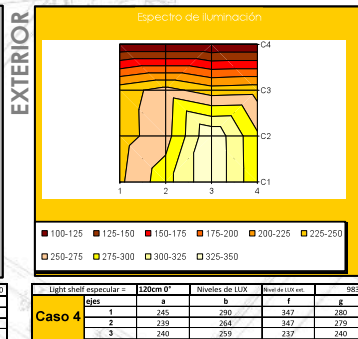 EXTERIOR
Espectro de iluminación
C4
C3
C2
C1
1 2 3 4
100-125 125-150 150-175 175-200 200-225 225-250
250-275 275-300 300-325 325-350
Light shelf especular = 120cm 0° Niveles de LUX Nivel de LUX ext. 983
Caso 4
ejes a b f g
1 245 290 347 280
2 239 264 347 279
3 240 259 237 240